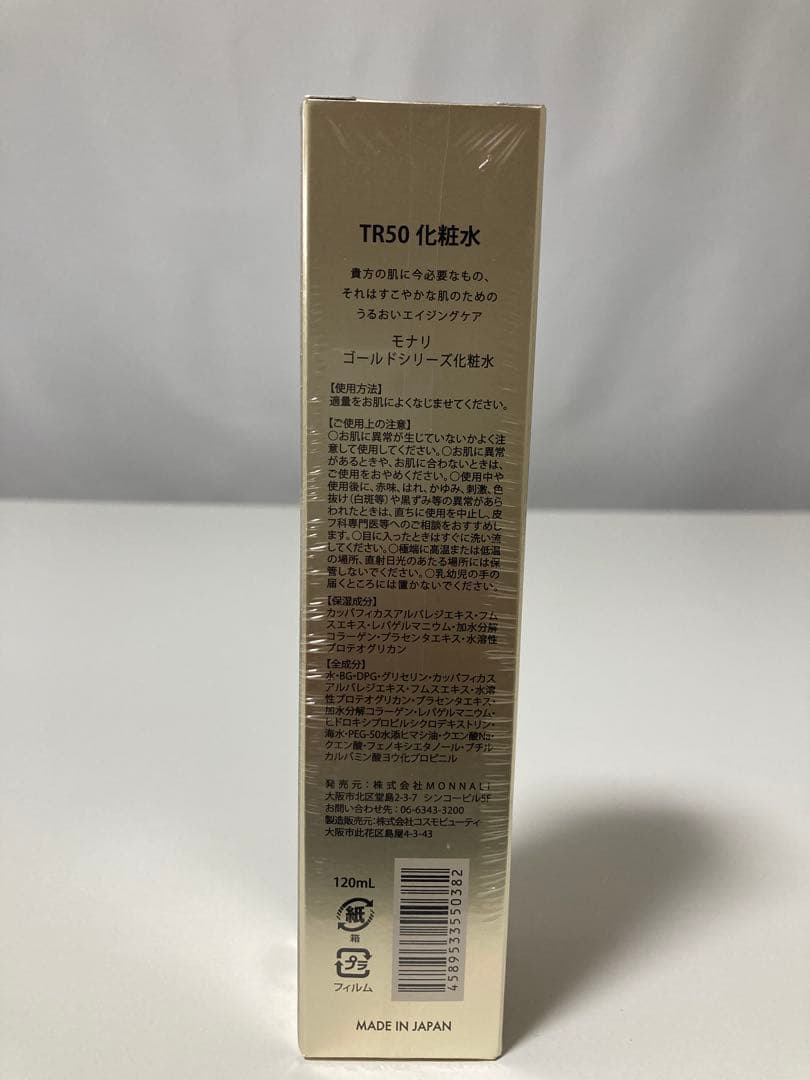 TR50 化粧水
貴方の肌に今必要なもの、
それはすこやかな肌のための
うるおいエイジングケア
モナリ
ゴールドシリーズ化粧水
【使用方法】
適量をお肌によくなじませてください。
【ご使用上の注意】
○お肌に異常が生じていないかよく注
意して使用してください。○お肌に異常
があるときや、お肌に合わないときは、
ご使用をおやめください。○使用中や
使用後に、赤味、はれ、かゆみ、刺激、色
抜け(白斑等)や黒ずみ等の異常があら
われたときは、直ちに使用を中止し、皮
フ科専門医等へのご相談をおすすめし
ます。○目に入ったときはすぐに洗い流
してください。○極端に高温または低温
の場所、直射日光のあたる場所には保
管しないでください。○乳幼児の手の
届くところには置かないでください。
【保湿成分】
カッパフィカスアルバレジエキス・フム
スエキス・レパゲルマニウム・加水分解
コラーゲン・プラセンタエキス・水溶性
プロテオグリカン
【全成分】
水・BG・DPG・グリセリン・カッパフィカス
アルバレジエキス・フムスエキス・水溶
性プロテオグリカン・プラセンタエキス・
加水分解コラーゲン・レパゲルマニウム・
ヒドロキシプロピルシクロデキストリン・
海水・PEG-50水添ヒマシ油・クエン酸Na・
クエン酸・フェノキシエタノール・ブチル
カルバミン酸ヨウ化プロピニル
発売元:株式会社MONNALI
大阪市北区堂島2-3-7 シンコービル5F
お問い合わせ先:06-6343-3200
製造販売元:株式会社コスモビューティ
大阪市此花区島屋4-3-43
120mL
紙
箱
プラ
フィルム
4589533550382
MADE IN JAPAN